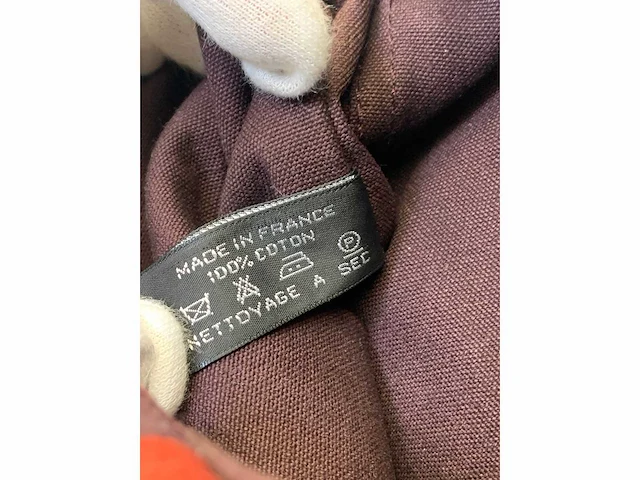 MADE IN FRANCE
100% COTON
P
NETTOYAGE A SEC